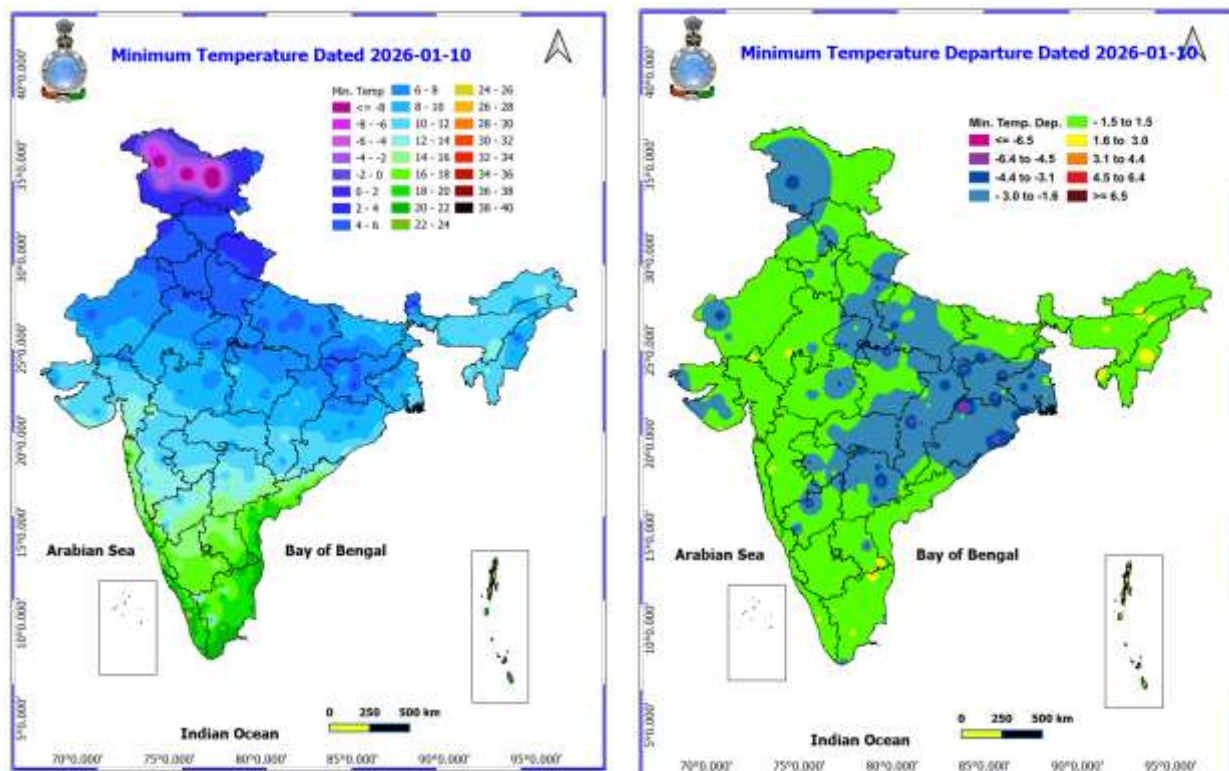 Minimum Temperature Dated 2026-01-10
Min. Temp
<= -8
-8 - -6
-6 - -4
-4 - -2
-2 - 0
0 - 2
2 - 4
4 - 6
6 - 8
8 - 10
10 - 12
12 - 14
14 - 16
16 - 18
18 - 20
20 - 22
22 - 24
24 - 26
26 - 28
28 - 30
30 - 32
32 - 34
34 - 36
36 - 38
38 - 40
40°0.000'
35°0.000'
30°0.000'
25°0.000'
20°0.000'
15°0.000'
10°0.000'
5°0.000'
Arabian Sea
Bay of Bengal
0 250 500 km
Indian Ocean
70°0.000' 75°0.000' 80°0.000' 85°0.000' 90°0.000' 95°0.000'
Minimum Temperature Departure Dated 2026-01-10
Min. Temp. Dep.
<= -6.5
-6.4 to -4.5
-4.4 to -3.1
- 3.0 to -1.6
- 1.5 to 1.5
1.6 to 3.0
3.1 to 4.4
4.5 to 6.4
>= 6.5
40°0.000'
35°0.000'
30°0.000'
25°0.000'
20°0.000'
15°0.000'
10°0.000'
5°0.000'
Arabian Sea
Bay of Bengal
0 250 500 km
Indian Ocean
70°0.000' 75°0.000' 80°0.000' 85°0.000' 90°0.000' 95°0.000'